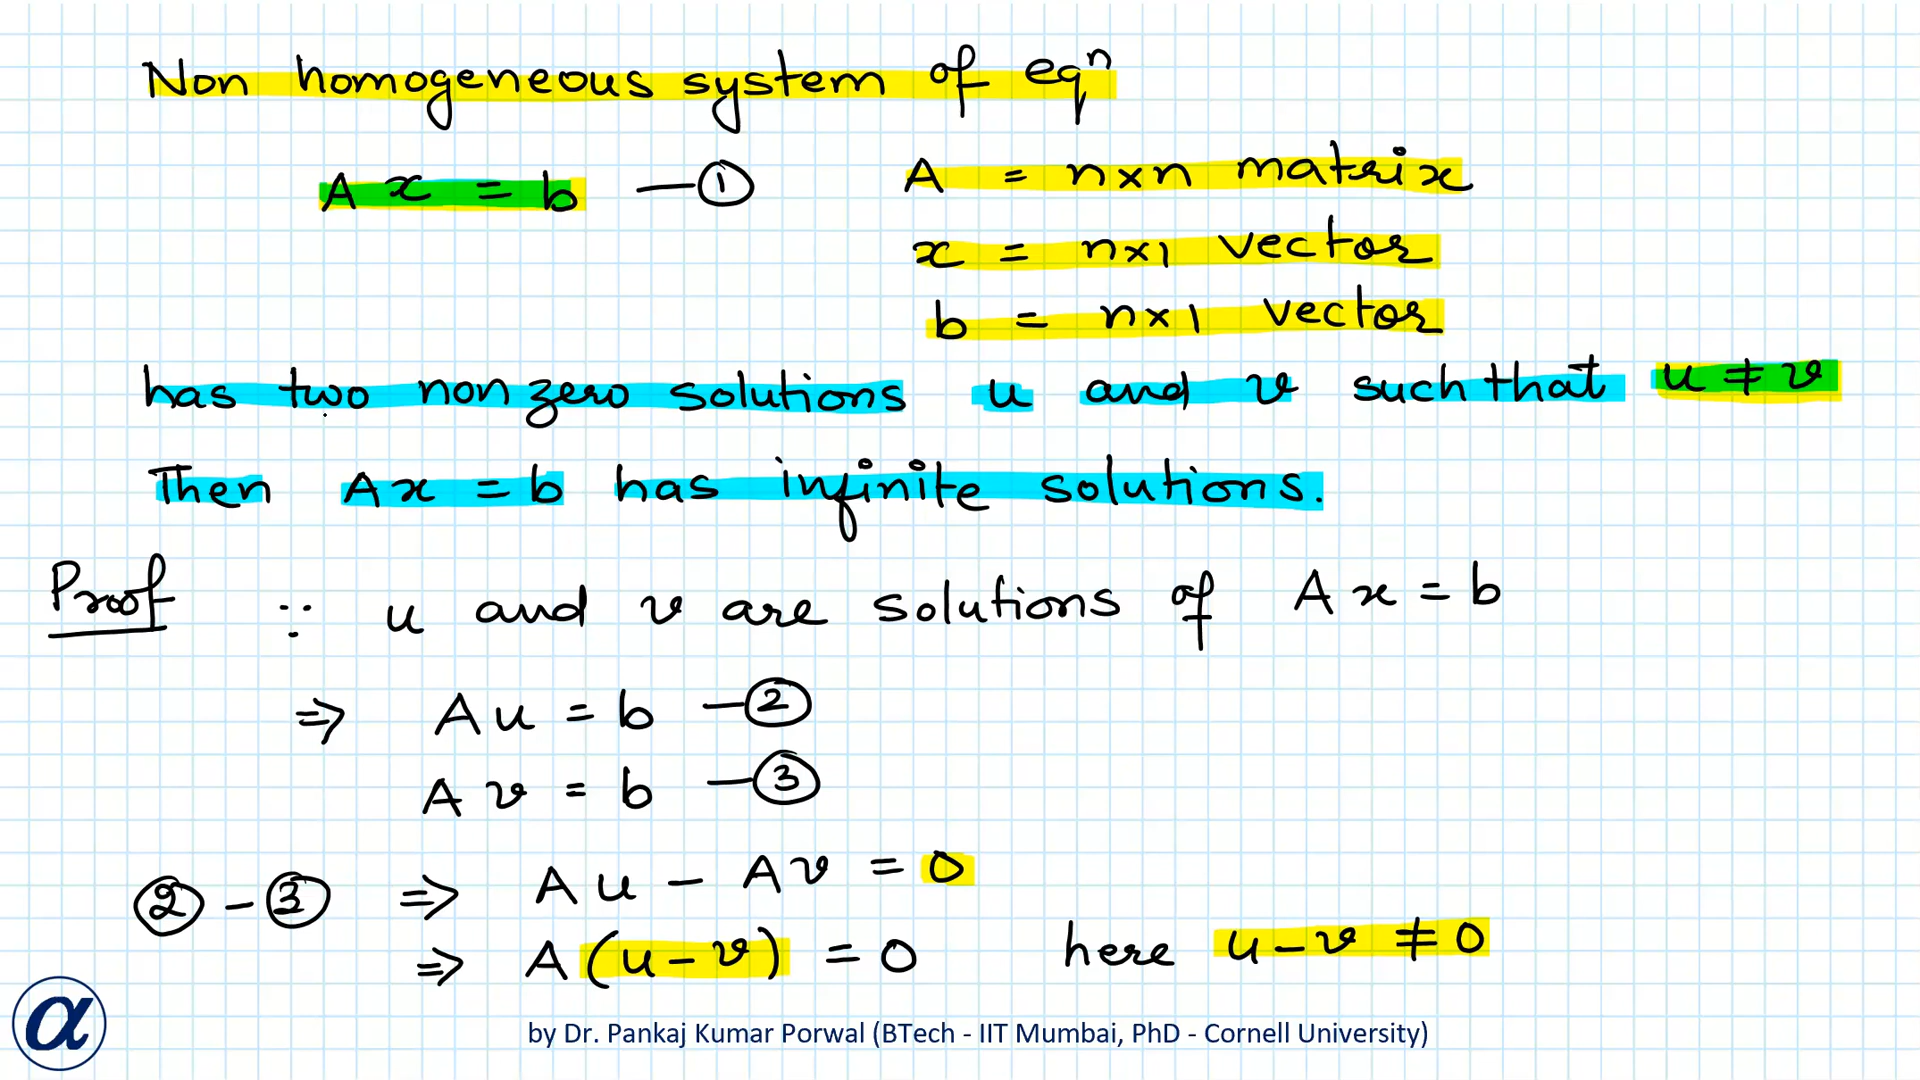 Non homogeneous system of eqⁿ
A x = b —① A = n×n matrix
x = n×1 vector
b = n×1 vector
has two non zero solutions u and v such that u ≠ v
Then Ax = b has infinite solutions.
Proof ∵ u and v are solutions of Ax = b
⇒ Au = b —②
Av = b —③
② – ③ ⇒ Au – Av = 0
⇒ A(u – v) = 0 here u – v ≠ 0
α by Dr. Pankaj Kumar Porwal (BTech - IIT Mumbai, PhD - Cornell University)